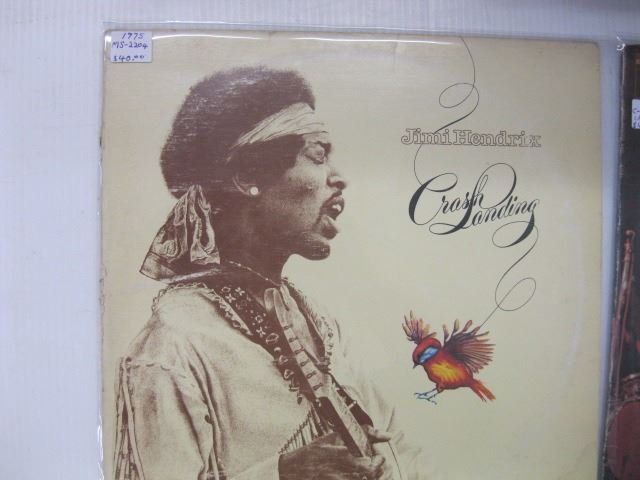 1975
MS-2204
$40.00
Jimi Hendrix
Crash
Landing